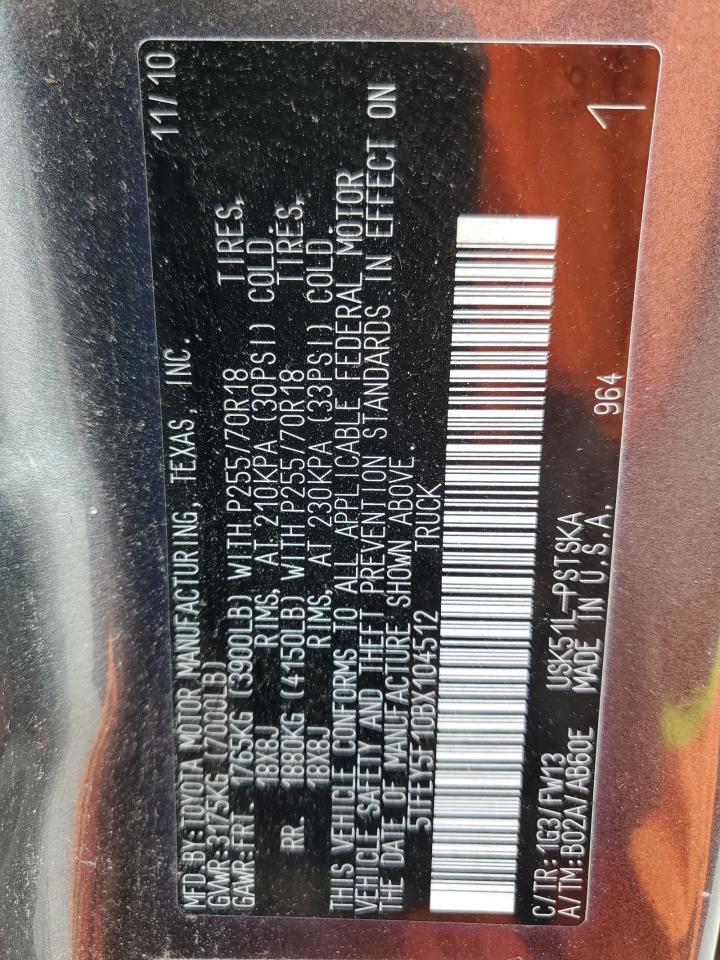 MFD.BY:TOYOTA MOTOR MANUFACTURING, TEXAS, INC. 11/10
GVWR:3175KG (7000LB)
GAWR:FRT. 1765KG (3900LB) WITH P255/70R18 TIRES,
18X8J RIMS, AT 210KPA (30PSI) COLD.
RR. 1880KG (4150LB) WITH P255/70R18 TIRES,
18X8J RIMS, AT 230KPA (33PSI) COLD.
THIS VEHICLE CONFORMS TO ALL APPLICABLE FEDERAL MOTOR
VEHICLE SAFETY AND THEFT PREVENTION STANDARDS IN EFFECT ON
THE DATE OF MANUFACTURE SHOWN ABOVE.
5TFEY5F10BX104512 TRUCK
C/TR:1G3/FW13 USK51L-PSTSKA
A/TM:B02A/AB60E MADE IN U.S.A. 964 1